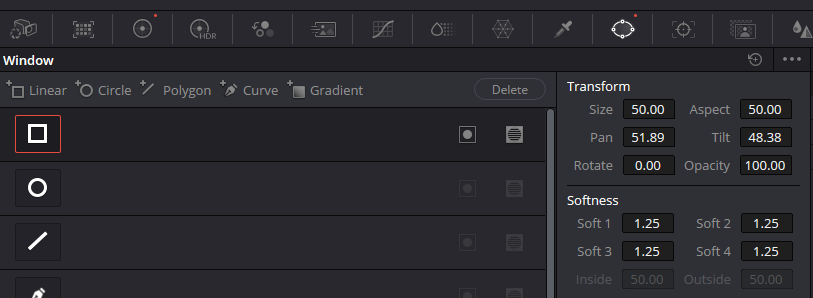 HDR
Window
Linear Circle Polygon Curve Gradient Delete
Transform
Size 50.00 Aspect 50.00
Pan 51.89 Tilt 48.38
Rotate 0.00 Opacity 100.00
Softness
Soft 1 1.25 Soft 2 1.25
Soft 3 1.25 Soft 4 1.25
Inside 50.00 Outside 50.00